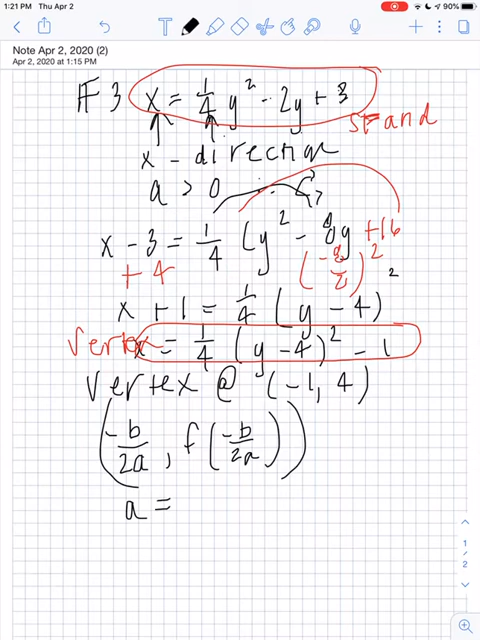 1:21 PM Thu Apr 2
90%
Note Apr 2, 2020 (2)
Apr 2, 2020 at 1:15 PM
# 3 x = 1/4 y² - 2y + 3
stand
x - direction
a > 0
x - 3 = 1/4 (y² - 8y +16
+ 4 (-8/2)²
x + 1 = 1/4 (y - 4)²
vertex x = 1/4 (y - 4)² - 1
vertex @ (-1, 4)
(-b/2a, f(-b/2a))
a =
1
2